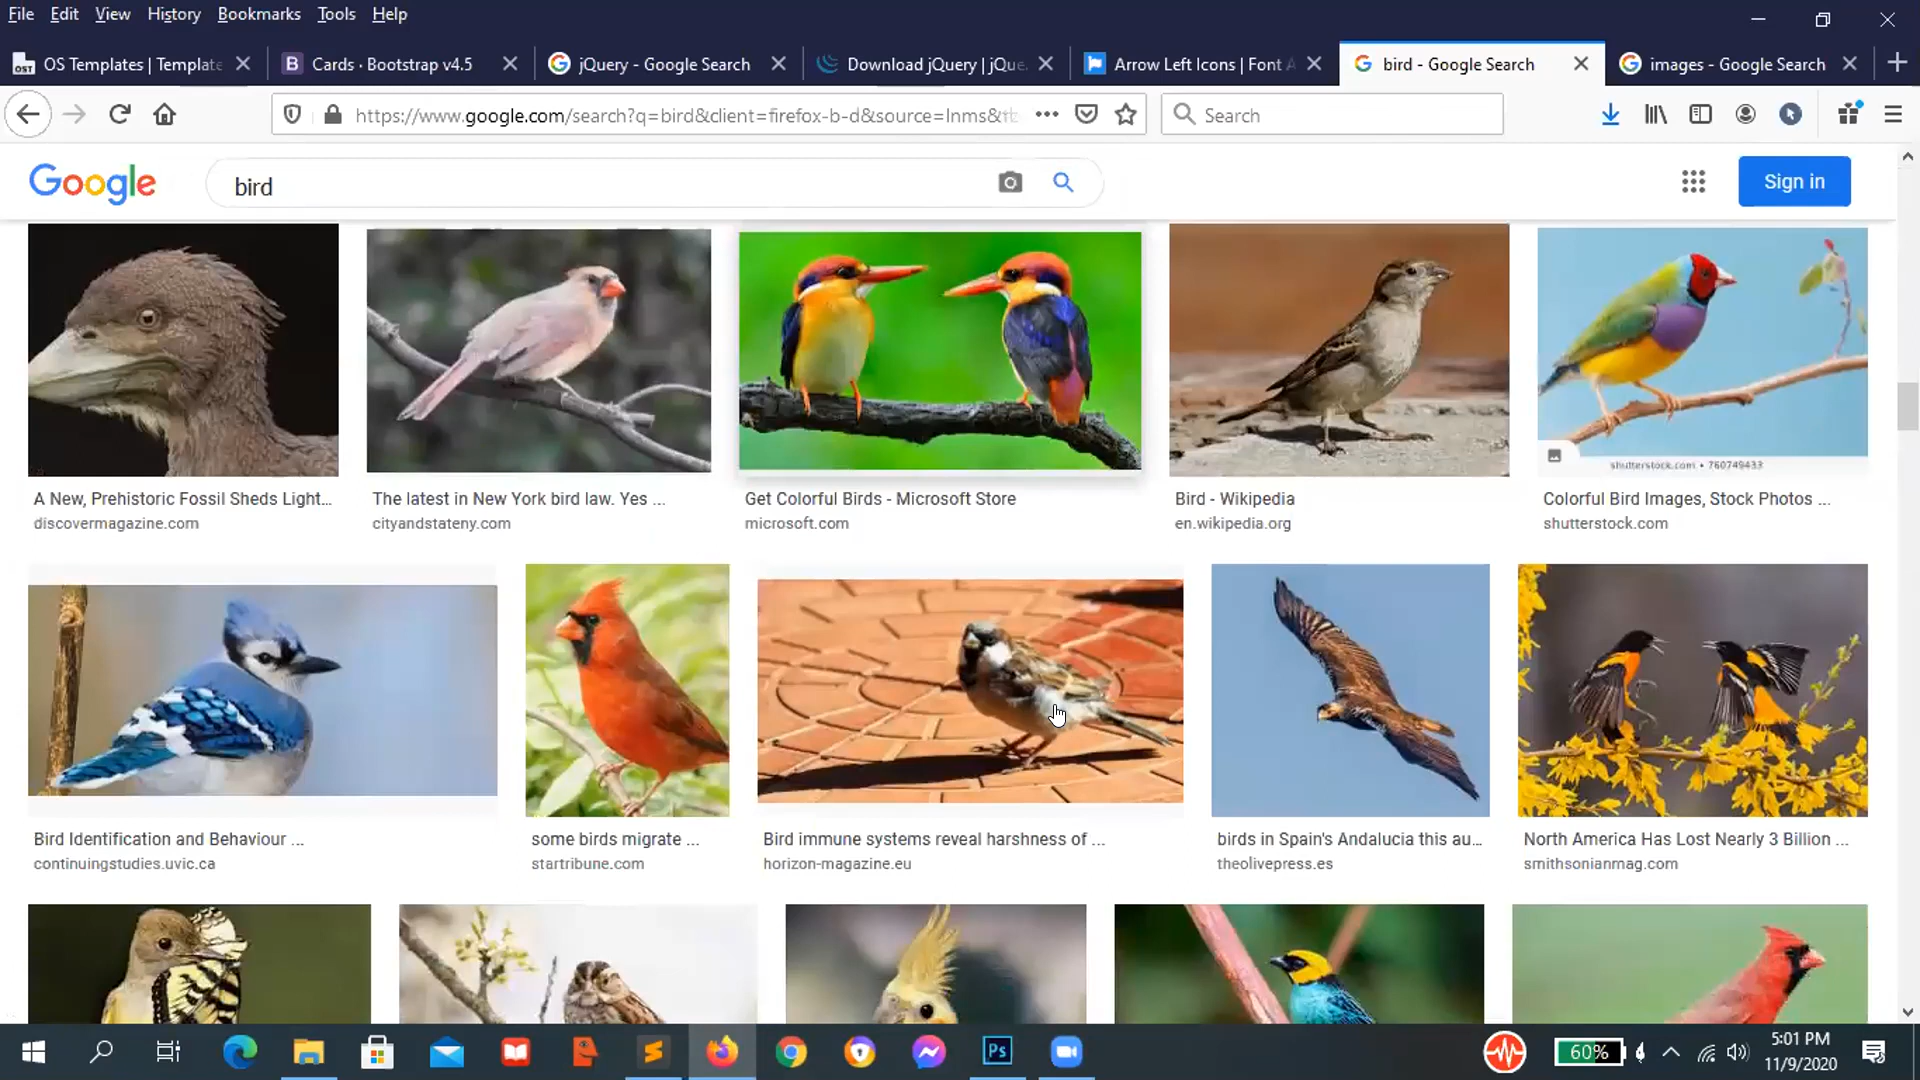 File Edit View History Bookmarks Tools Help
OST OS Templates | Template
B Cards · Bootstrap v4.5
jQuery - Google Search
Download jQuery | jQue
Arrow Left Icons | Font A
bird - Google Search
images - Google Search
https://www.google.com/search?q=bird&client=firefox-b-d&source=lnms&
Search
Google
bird
Sign in
shutterstock.com • 760749433
A New, Prehistoric Fossil Sheds Light...
discovermagazine.com
The latest in New York bird law. Yes ...
cityandstateny.com
Get Colorful Birds - Microsoft Store
microsoft.com
Bird - Wikipedia
en.wikipedia.org
Colorful Bird Images, Stock Photos ...
shutterstock.com
Bird Identification and Behaviour ...
continuingstudies.uvic.ca
some birds migrate ...
startribune.com
Bird immune systems reveal harshness of ...
horizon-magazine.eu
birds in Spain's Andalucia this au...
theolivepress.es
North America Has Lost Nearly 3 Billion ...
smithsonianmag.com
Ps
60%
5:01 PM
11/9/2020